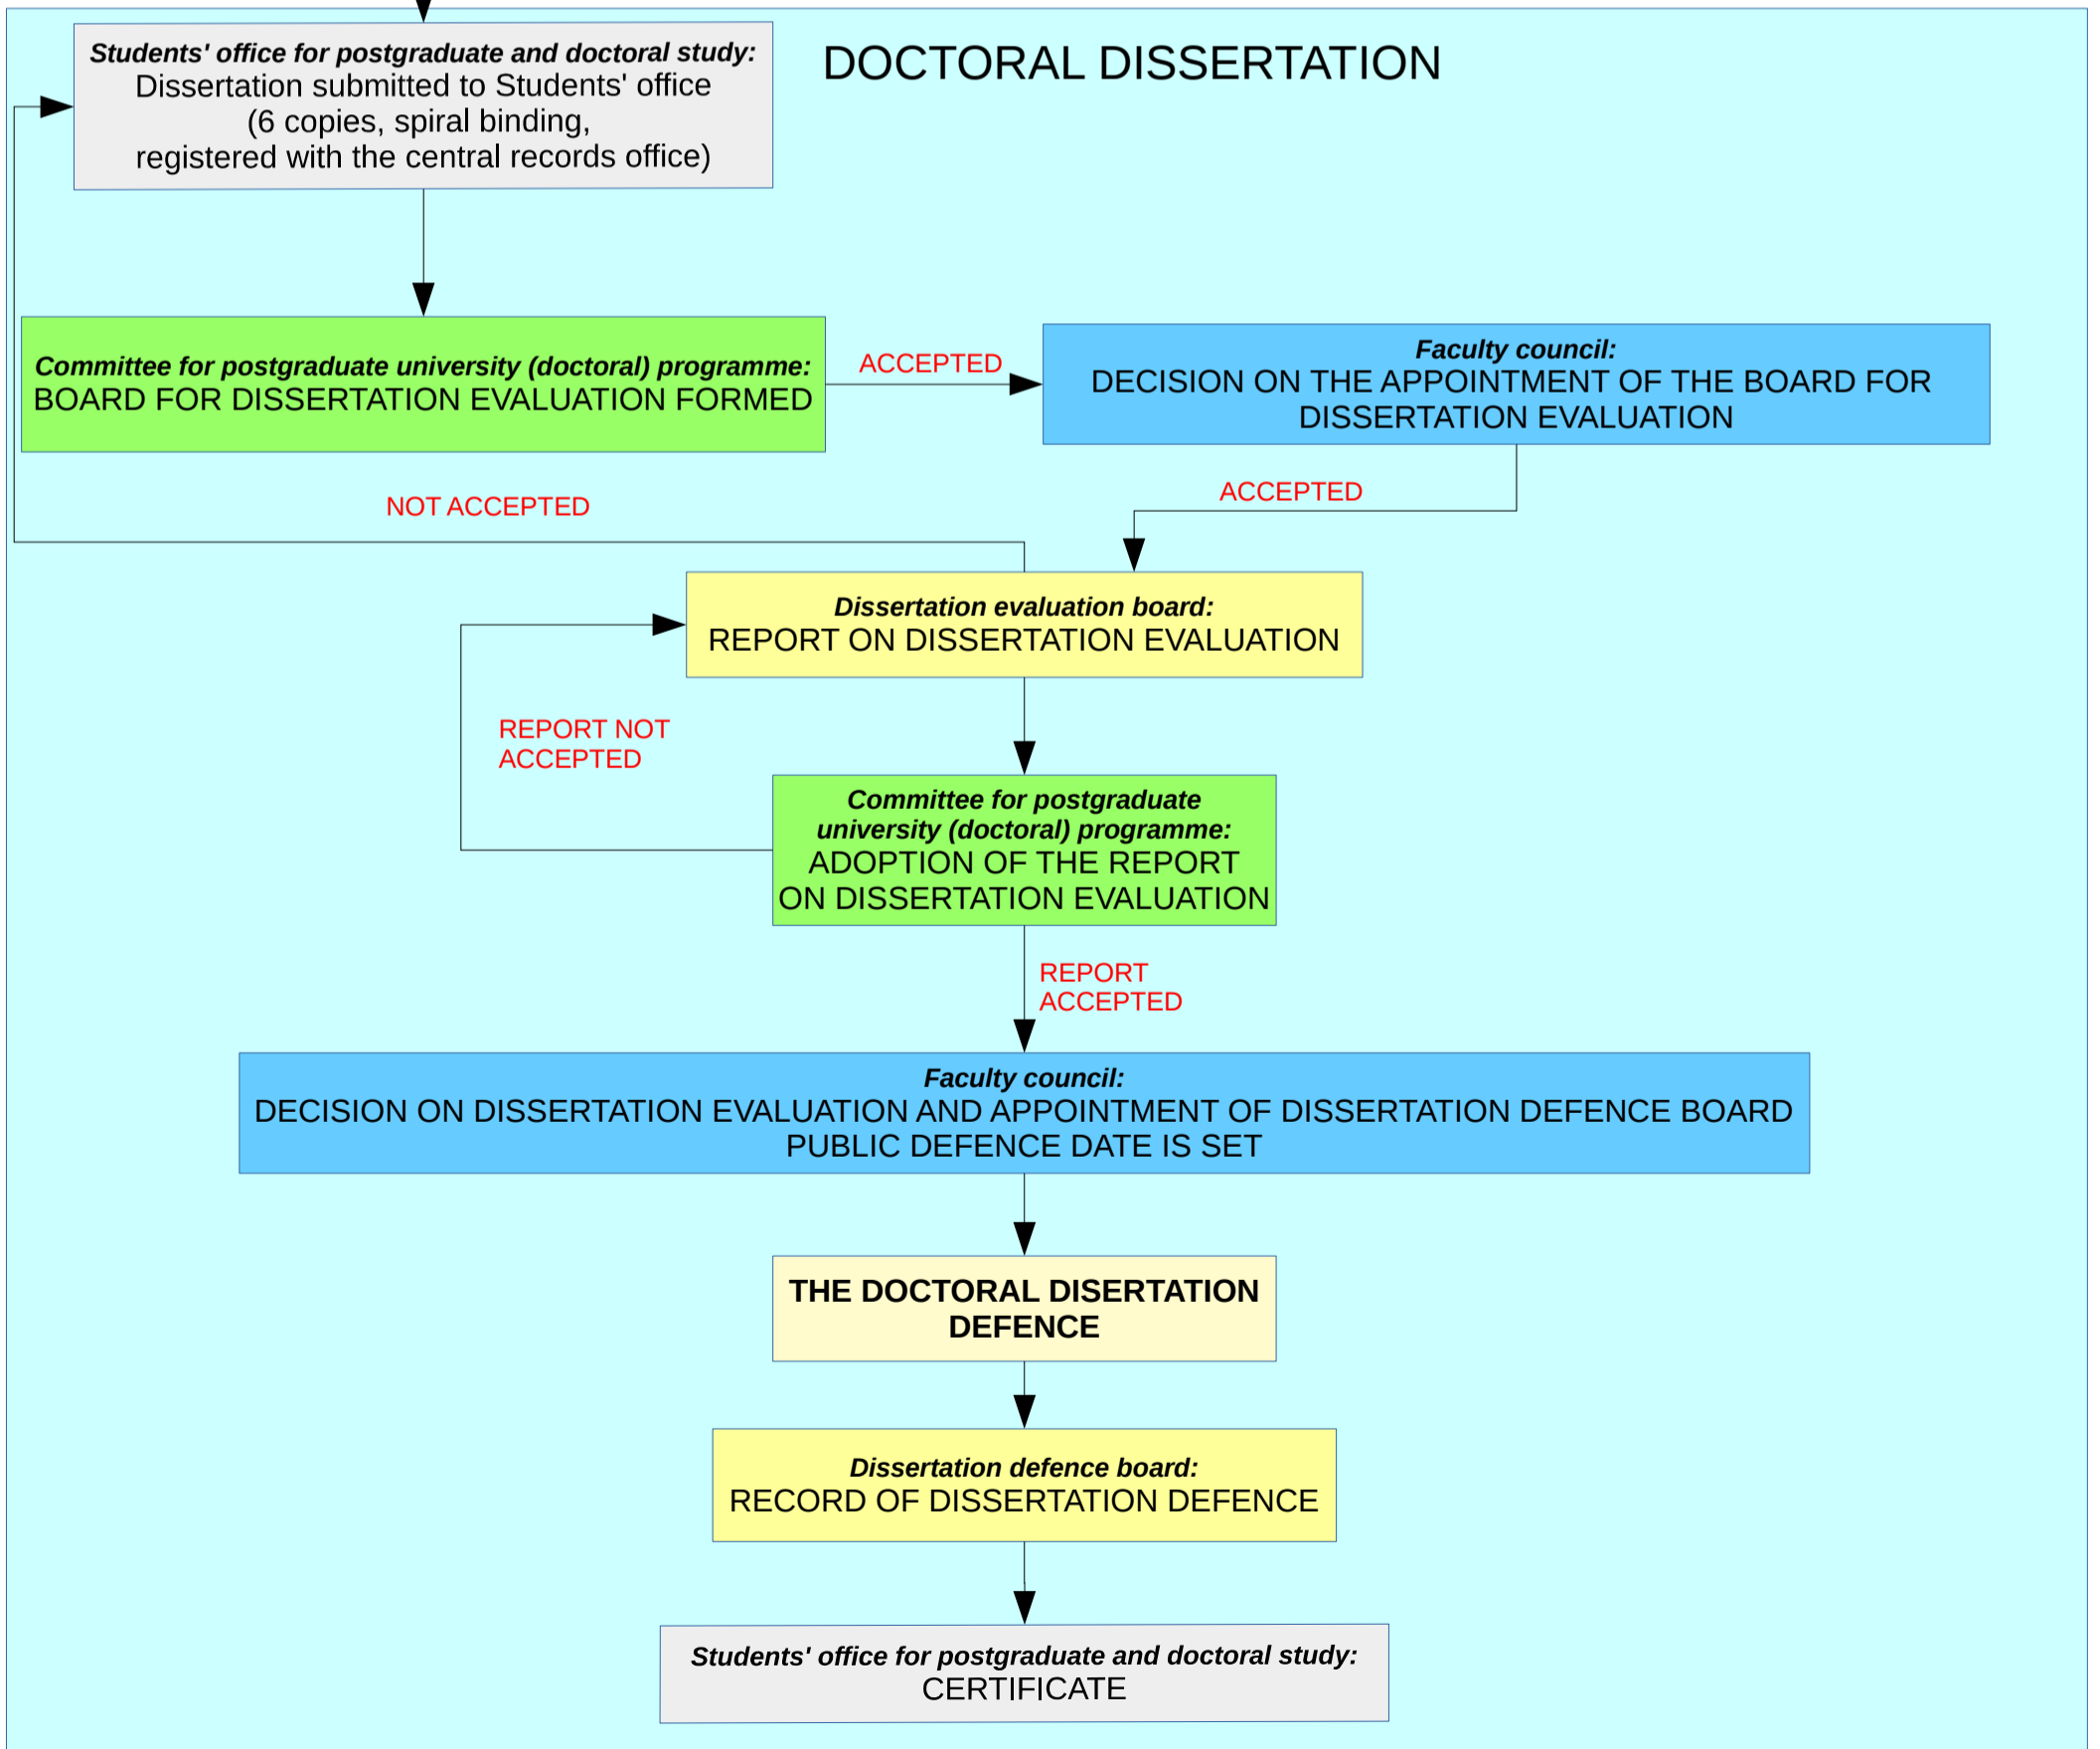 DOCTORAL DISSERTATION
Students' office for postgraduate and doctoral study:
Dissertation submitted to Students' office
(6 copies, spiral binding,
registered with the central records office)
Committee for postgraduate university (doctoral) programme:
BOARD FOR DISSERTATION EVALUATION FORMED
ACCEPTED
Faculty council:
DECISION ON THE APPOINTMENT OF THE BOARD FOR
DISSERTATION EVALUATION
ACCEPTED
NOT ACCEPTED
Dissertation evaluation board:
REPORT ON DISSERTATION EVALUATION
REPORT NOT
ACCEPTED
Committee for postgraduate
university (doctoral) programme:
ADOPTION OF THE REPORT
ON DISSERTATION EVALUATION
REPORT
ACCEPTED
Faculty council:
DECISION ON DISSERTATION EVALUATION AND APPOINTMENT OF DISSERTATION DEFENCE BOARD
PUBLIC DEFENCE DATE IS SET
THE DOCTORAL DISERTATION
DEFENCE
Dissertation defence board:
RECORD OF DISSERTATION DEFENCE
Students' office for postgraduate and doctoral study:
CERTIFICATE